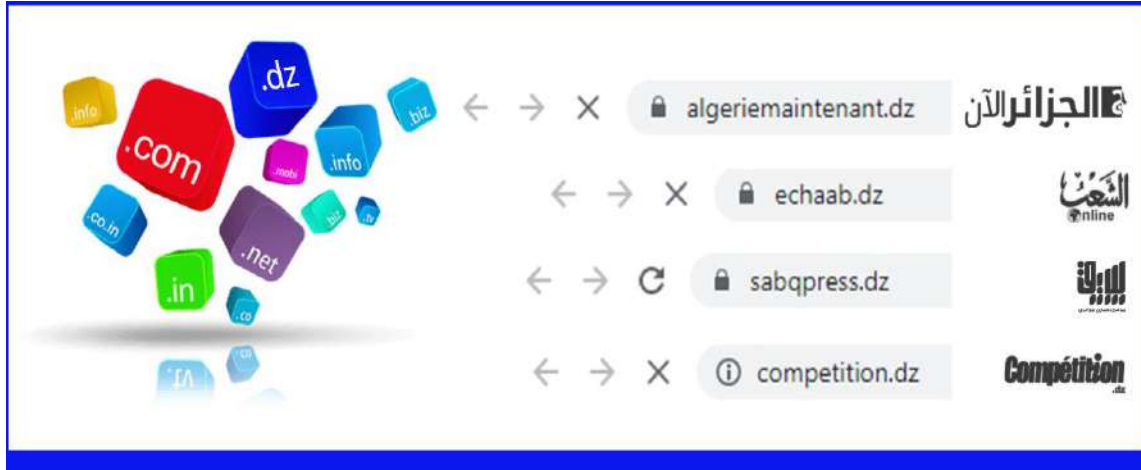 .dz
.info
.com
.biz
.info
.mobi
.co.in
.net
.biz
.tv
.in
.co
algeriemaintenant.dz
الجزائر الآن
echaab.dz
الشعب
Online
sabqpress.dz
سبق
competition.dz
Compétition
.dz